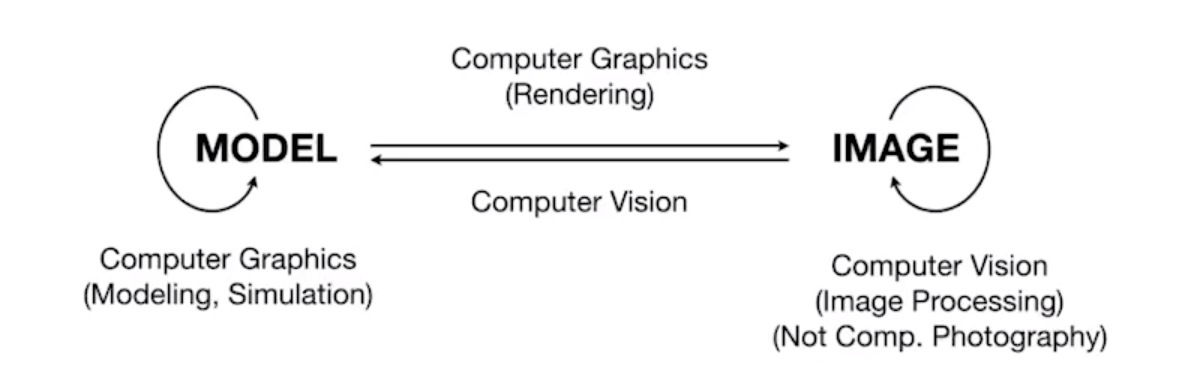 Computer Graphics
(Rendering)
MODEL
IMAGE
Computer Vision
Computer Graphics
(Modeling, Simulation)
Computer Vision
(Image Processing)
(Not Comp. Photography)